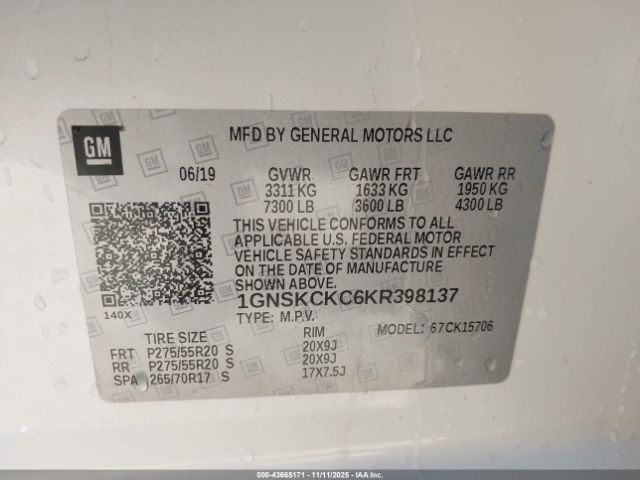 GM
MFD BY GENERAL MOTORS LLC
06/19 GVWR GAWR FRT GAWR RR
3311 KG 1633 KG 1950 KG
7300 LB 3600 LB 4300 LB
THIS VEHICLE CONFORMS TO ALL
APPLICABLE U.S. FEDERAL MOTOR
VEHICLE SAFETY STANDARDS IN EFFECT
ON THE DATE OF MANUFACTURE
SHOWN ABOVE.
1GNSKCKC6KR398137
140X
TYPE: M.P.V. MODEL: 67CK15706
TIRE SIZE RIM
FRT P275/55R20 S 20X9J
RR P275/55R20 S 20X9J
SPA 265/70R17 S 17X7.5J
000-43665171 - 11/11/2025 - IAAI.CA